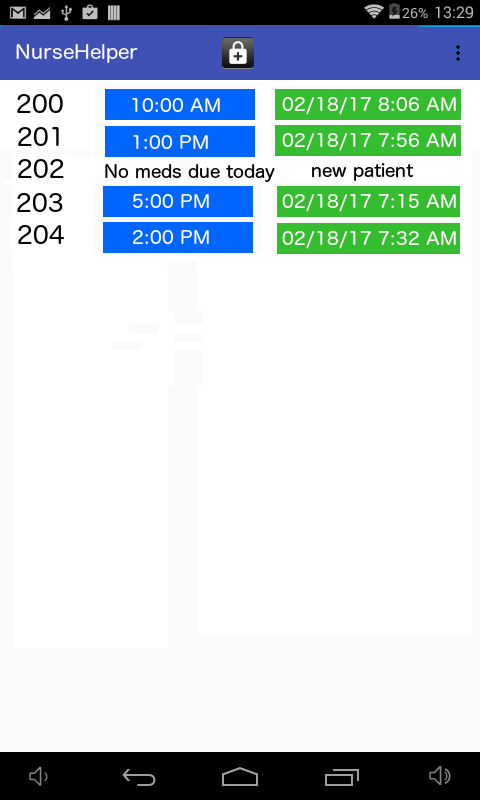 26% 13:29
NurseHelper
200 10:00 AM 02/18/17 8:06 AM
201 1:00 PM 02/18/17 7:56 AM
202 No meds due today new patient
203 5:00 PM 02/18/17 7:15 AM
204 2:00 PM 02/18/17 7:32 AM